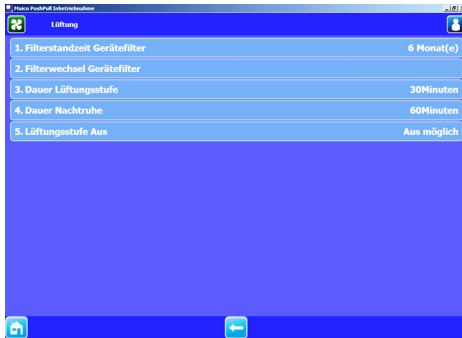 Maico PushPull Inbetriebnahme
Lüftung
1. Filterstandzeit Gerätefilter 6 Monat(e)
2. Filterwechsel Gerätefilter
3. Dauer Lüftungsstufe 30Minuten
4. Dauer Nachtruhe 60Minuten
5. Lüftungsstufe Aus Aus möglich